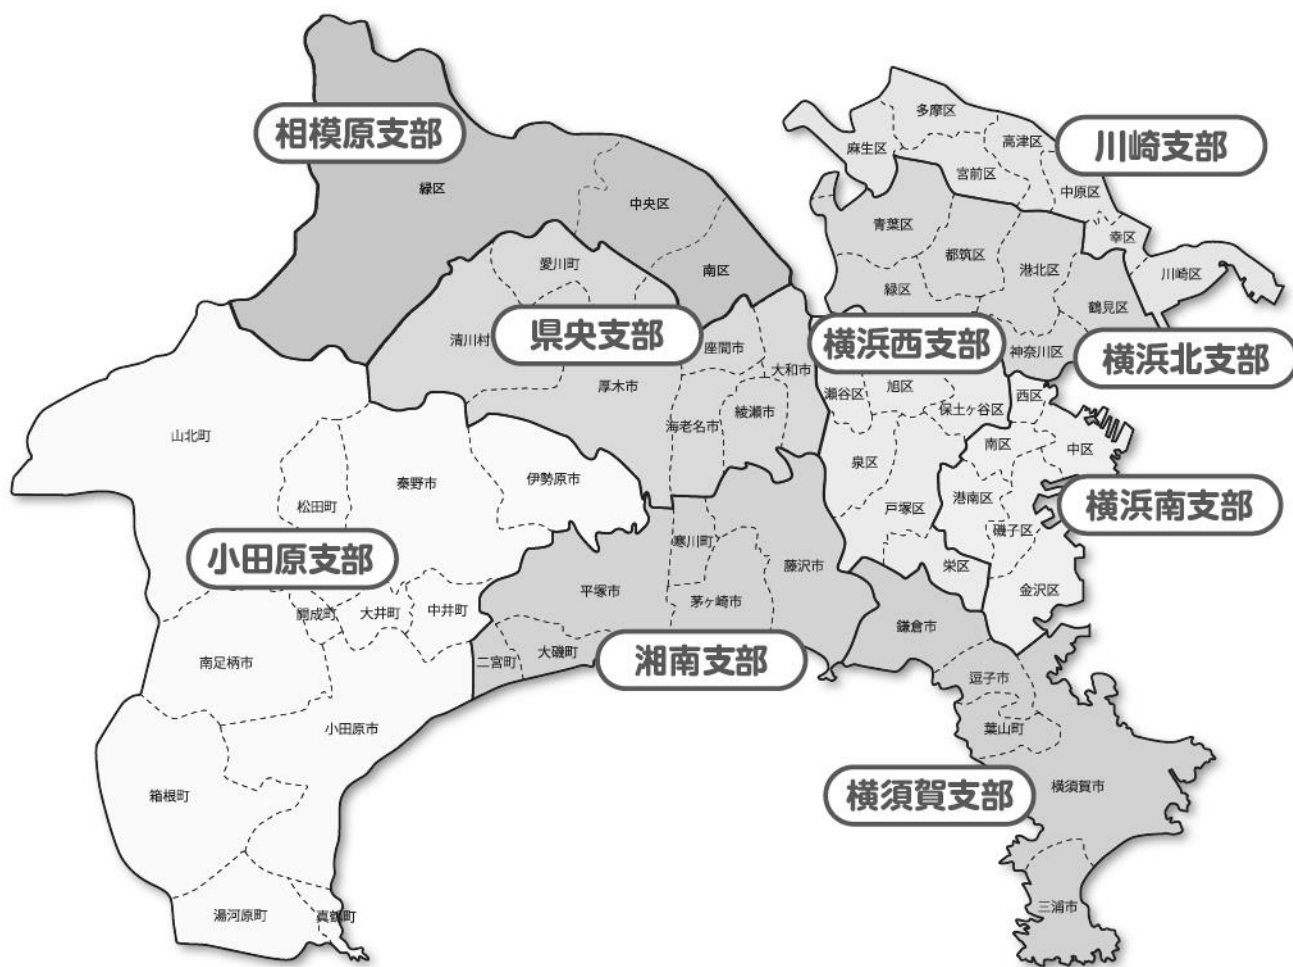 相模原支部
緑区
中央区
南区
川崎支部
多摩区
麻生区
高津区
宮前区
中原区
幸区
川崎区
横浜北支部
青葉区
都筑区
港北区
緑区
鶴見区
神奈川区
県央支部
愛川町
清川村
厚木市
座間市
大和市
海老名市
綾瀬市
横浜西支部
瀬谷区
旭区
保土ヶ谷区
泉区
戸塚区
栄区
横浜南支部
西区
南区
中区
港南区
磯子区
金沢区
小田原支部
山北町
松田町
秦野市
伊勢原市
開成町
大井町
中井町
南足柄市
小田原市
箱根町
湯河原町
真鶴町
湘南支部
寒川町
藤沢市
平塚市
茅ヶ崎市
二宮町
大磯町
横須賀支部
鎌倉市
逗子市
葉山町
横須賀市
三浦市